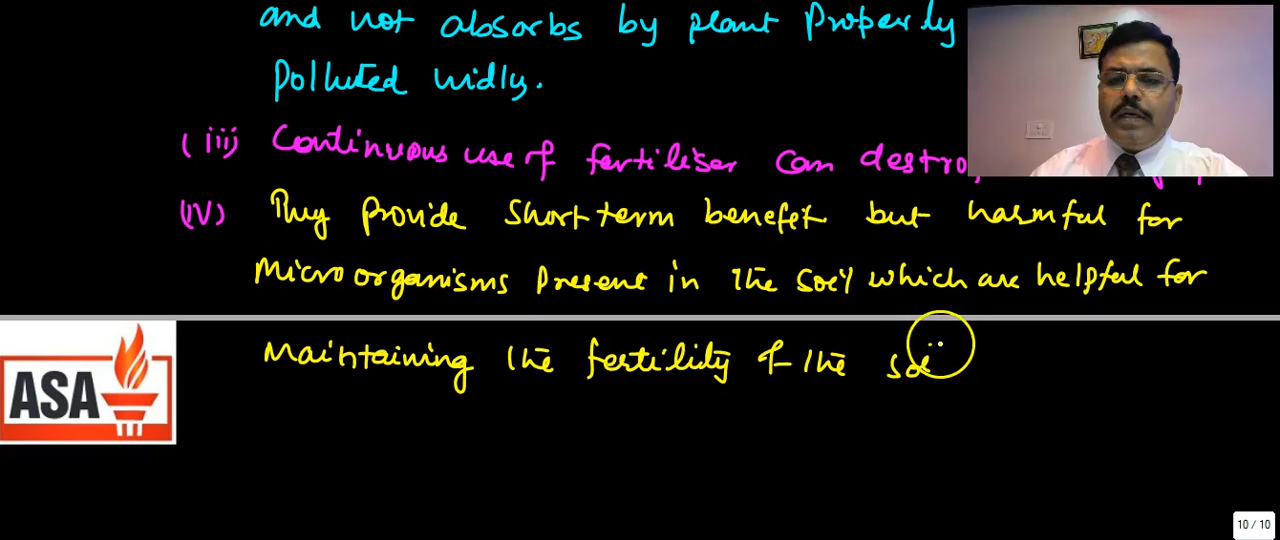 and not absorbs by plant Properly
Polluted widly.
(iii) Continuous use of fertiliser can destro
(iv) They provide short term benefit but harmful for
Microorganisms Present in the soil which are helpful for
Maintaining the fertility of the soi
ASA
10 / 10